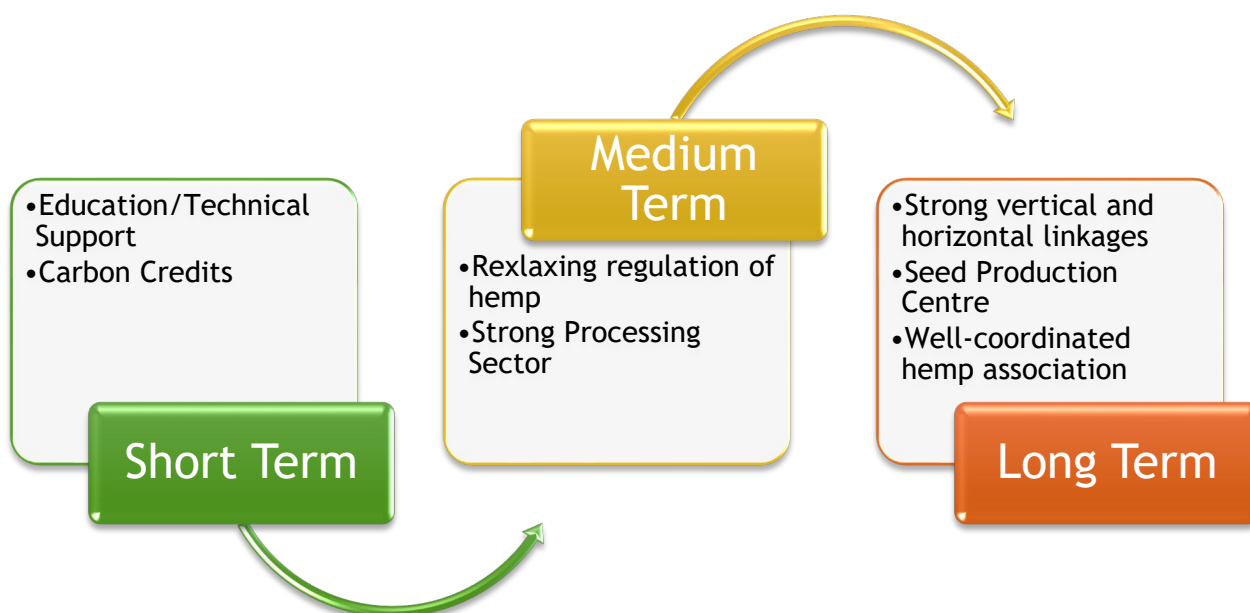 •Education/Technical
Support
•Carbon Credits
Short Term
Medium
Term
•Rexlaxing regulation of
hemp
•Strong Processing
Sector
•Strong vertical and
horizontal linkages
•Seed Production
Centre
•Well-coordinated
hemp association
Long Term